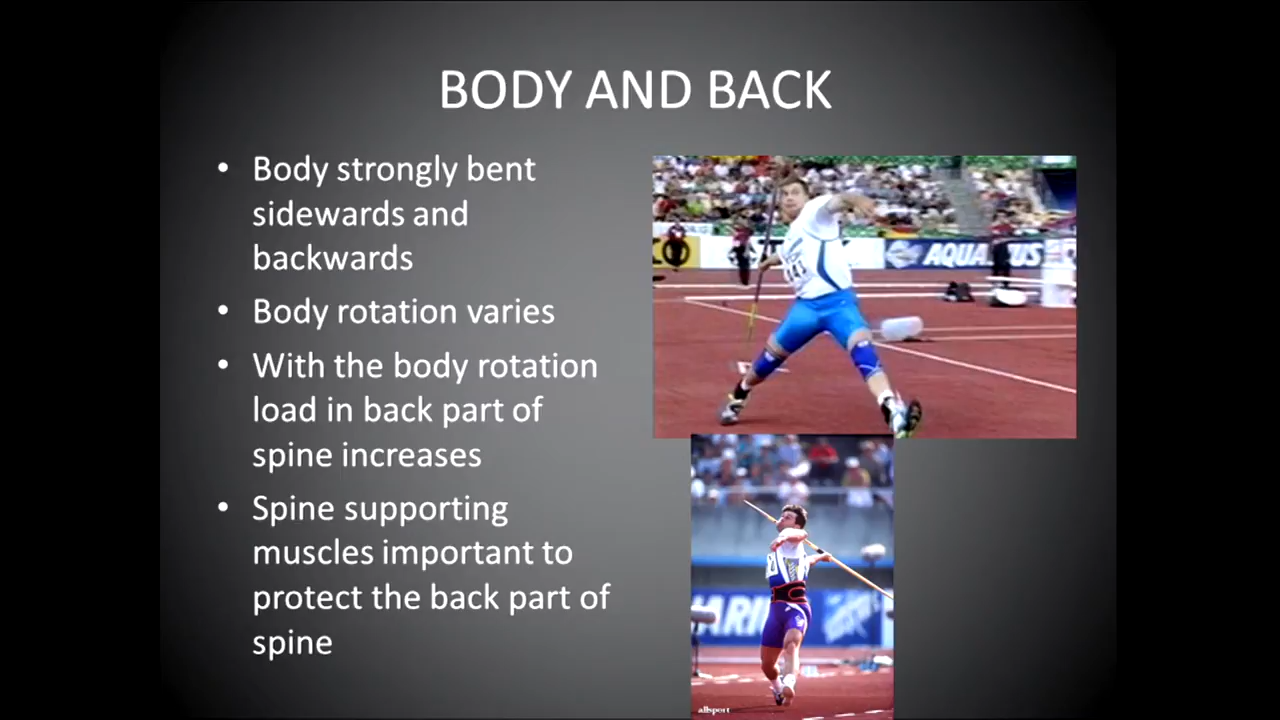 BODY AND BACK
• Body strongly bent
sidewards and
backwards
• Body rotation varies
• With the body rotation
load in back part of
spine increases
• Spine supporting
muscles important to
protect the back part of
spine
AQUA
allsport